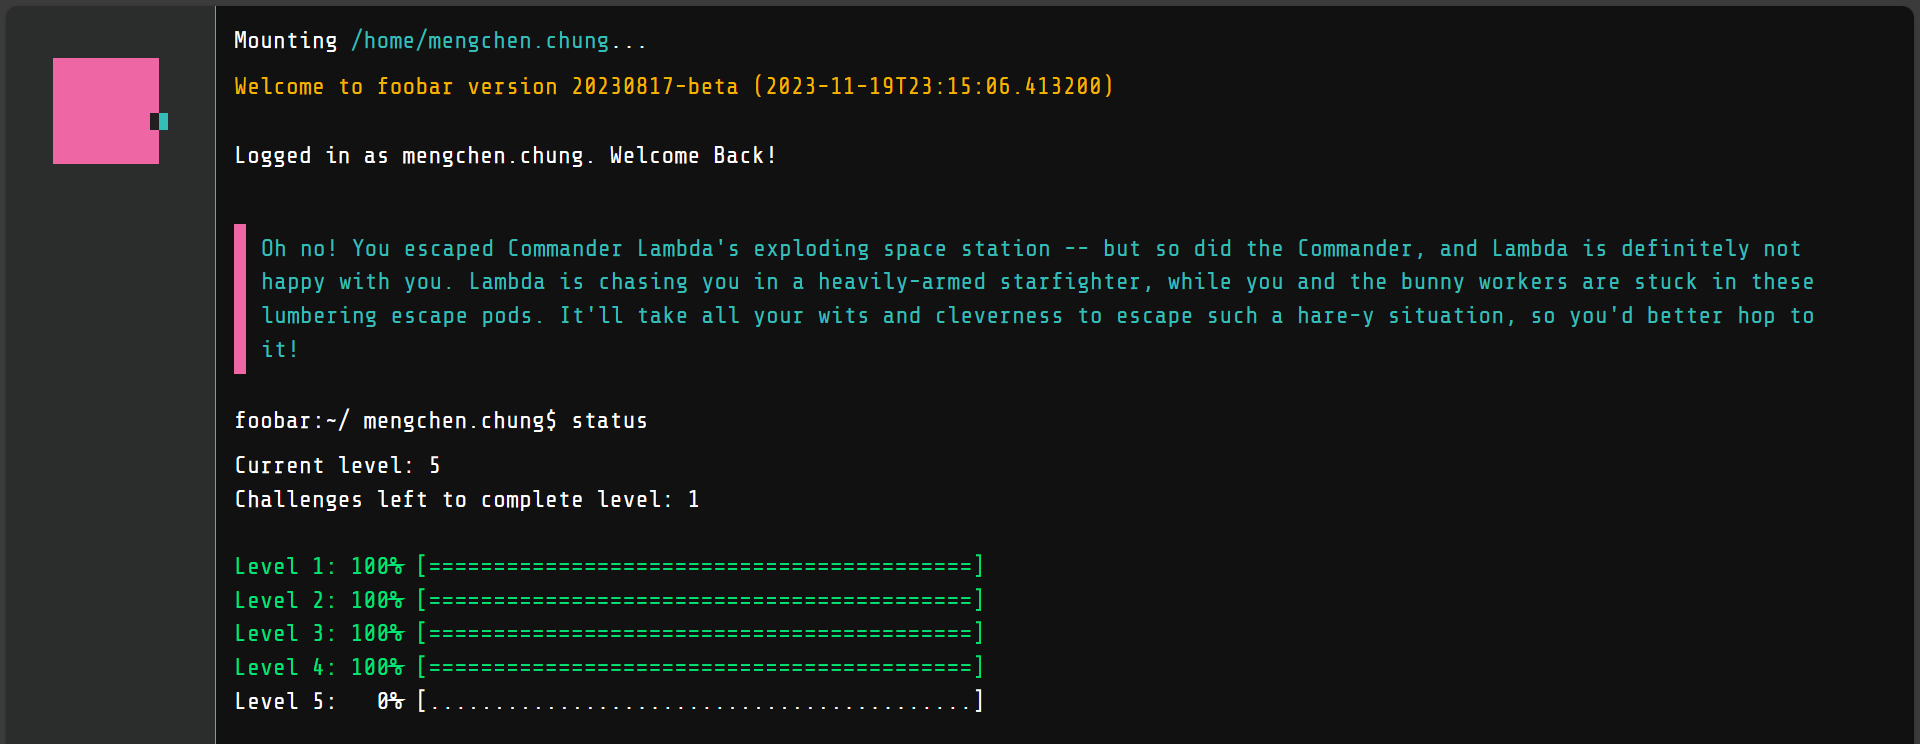 Mounting /home/mengchen.chung...
Welcome to foobar version 20230817-beta (2023-11-19T23:15:06.413200)
Logged in as mengchen.chung. Welcome Back!
Oh no! You escaped Commander Lambda's exploding space station -- but so did the Commander, and Lambda is definitely not
happy with you. Lambda is chasing you in a heavily-armed starfighter, while you and the bunny workers are stuck in these
lumbering escape pods. It'll take all your wits and cleverness to escape such a hare-y situation, so you'd better hop to
it!
foobar:~/ mengchen.chung$ status
Current level: 5
Challenges left to complete level: 1
Level 1: 100% [==========================================]
Level 2: 100% [==========================================]
Level 3: 100% [==========================================]
Level 4: 100% [==========================================]
Level 5:   0% [..........................................]